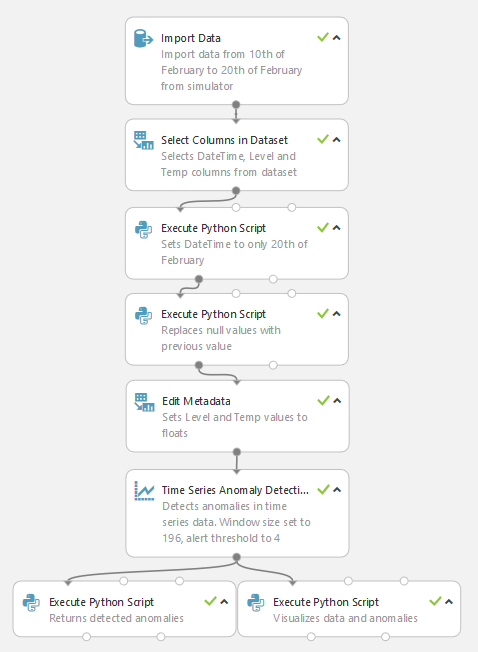 Import Data
Import data from 10th of
February to 20th of February
from simulator
Select Columns in Dataset
Selects DateTime, Level and
Temp columns from dataset
Execute Python Script
Sets DateTime to only 20th of
February
Execute Python Script
Replaces null values with
previous value
Edit Metadata
Sets Level and Temp values to
floats
Time Series Anomaly Detecti...
Detects anomalies in time
series data. Window size set to
196, alert threshold to 4
Execute Python Script
Returns detected anomalies
Execute Python Script
Visualizes data and anomalies